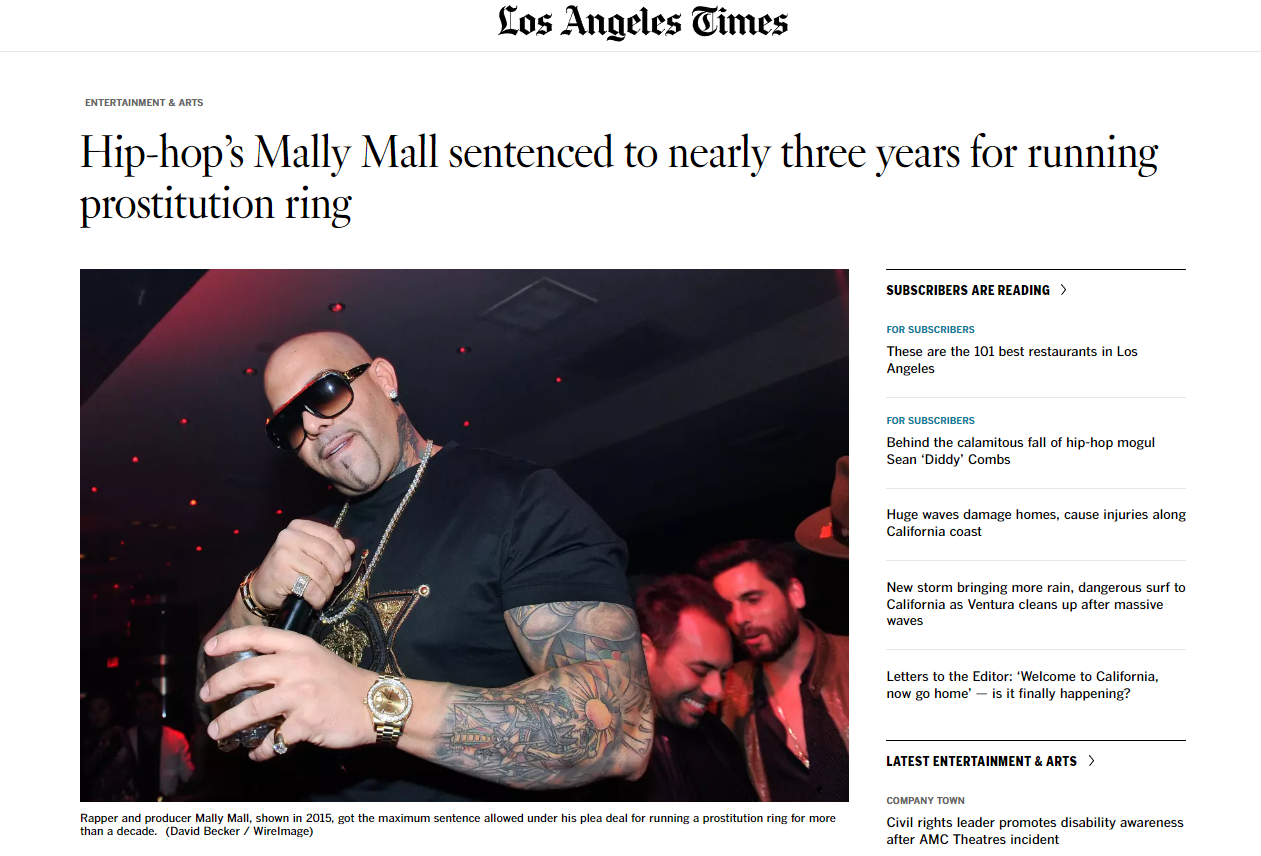 Los Angeles Times
ENTERTAINMENT & ARTS
Hip-hop’s Mally Mall sentenced to nearly three years for running
prostitution ring
Rapper and producer Mally Mall, shown in 2015, got the maximum sentence allowed under his plea deal for running a prostitution ring for more
than a decade.  (David Becker / WireImage)
SUBSCRIBERS ARE READING
FOR SUBSCRIBERS
These are the 101 best restaurants in Los
Angeles
FOR SUBSCRIBERS
Behind the calamitous fall of hip-hop mogul
Sean ‘Diddy’ Combs
Huge waves damage homes, cause injuries along
California coast
New storm bringing more rain, dangerous surf to
California as Ventura cleans up after massive
waves
Letters to the Editor: ‘Welcome to California,
now go home’ — is it finally happening?
LATEST ENTERTAINMENT & ARTS
COMPANY TOWN
Civil rights leader promotes disability awareness
after AMC Theatres incident